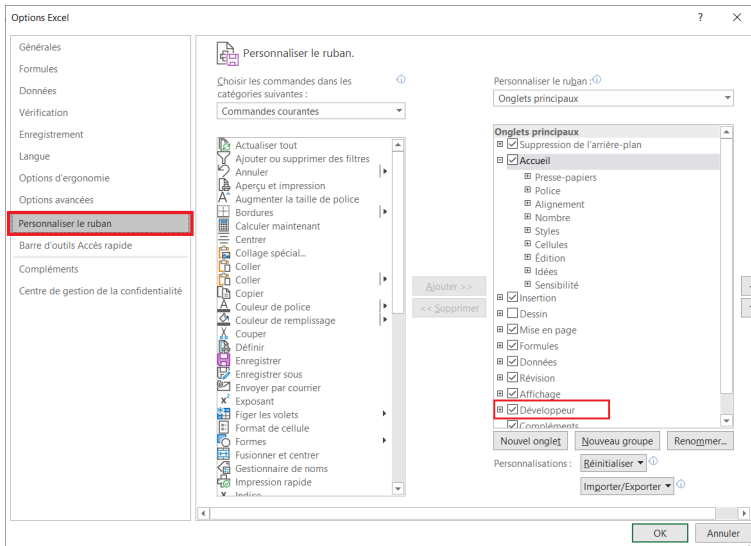 Options Excel
?
×
Générales
Formules
Données
Vérification
Enregistrement
Langue
Options d'ergonomie
Options avancées
Personnaliser le ruban
Barre d'outils Accès rapide
Compléments
Centre de gestion de la confidentialité
Personnaliser le ruban.
Choisir les commandes dans les
catégories suivantes :
Commandes courantes
Actualiser tout
Ajouter ou supprimer des filtres
Annuler
Aperçu et impression
Augmenter la taille de police
Bordures
Calculer maintenant
Centrer
Collage spécial...
Coller
Coller
Copier
Couleur de police
Couleur de remplissage
Couper
Définir
Enregistrer
Enregistrer sous
Envoyer par courrier
Exposant
Figer les volets
Format de cellule
Formes
Fusionner et centrer
Gestionnaire de noms
Impression rapide
Indice
Ajouter >>
<< Supprimer
Personnaliser le ruban :
Onglets principaux
Onglets principaux
Suppression de l'arrière-plan
Accueil
Presse-papiers
Police
Alignement
Nombre
Styles
Cellules
Édition
Idées
Sensibilité
Insertion
Dessin
Mise en page
Formules
Données
Révision
Affichage
Développeur
Compléments
Nouvel onglet
Nouveau groupe
Renommer...
Personnalisations :
Réinitialiser
Importer/Exporter
OK
Annuler